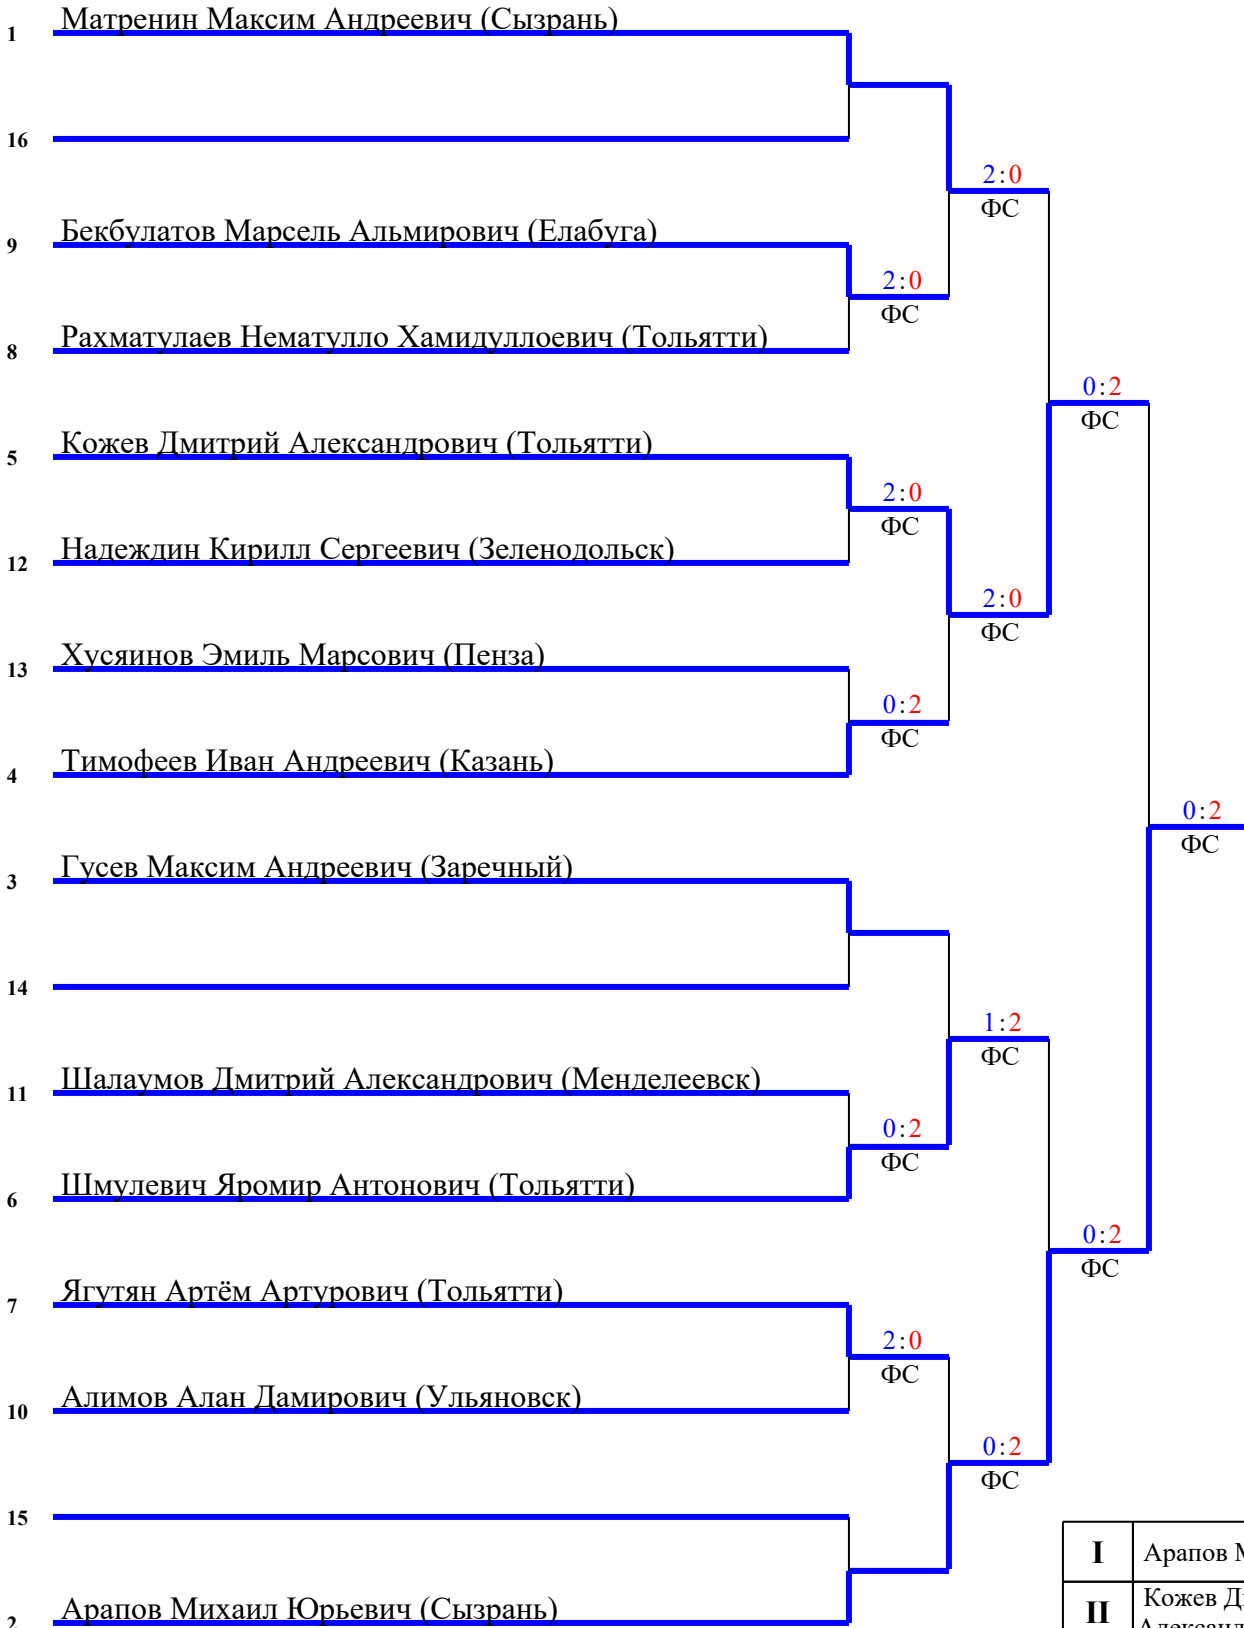 1 Матренин Максим Андреевич (Сызрань)
16
2:0
ФС
9 Бекбулатов Марсель Альмирович (Елабуга)
2:0
ФС
8 Рахматулаев Нематулло Хамидуллоевич (Тольятти)
0:2
ФС
5 Кожев Дмитрий Александрович (Тольятти)
2:0
ФС
12 Надеждин Кирилл Сергеевич (Зеленодольск)
2:0
ФС
13 Хусяинов Эмиль Марсович (Пенза)
0:2
ФС
4 Тимофеев Иван Андреевич (Казань)
0:2
ФС
3 Гусев Максим Андреевич (Заречный)
14
1:2
ФС
11 Шалаумов Дмитрий Александрович (Менделеевск)
0:2
ФС
6 Шмулевич Яромир Антонович (Тольятти)
0:2
ФС
7 Ягутян Артём Артурович (Тольятти)
2:0
ФС
10 Алимов Алан Дамирович (Ульяновск)
0:2
ФС
15
I Арапов
2 Арапов Михаил Юрьевич (Сызрань)
II Кожев